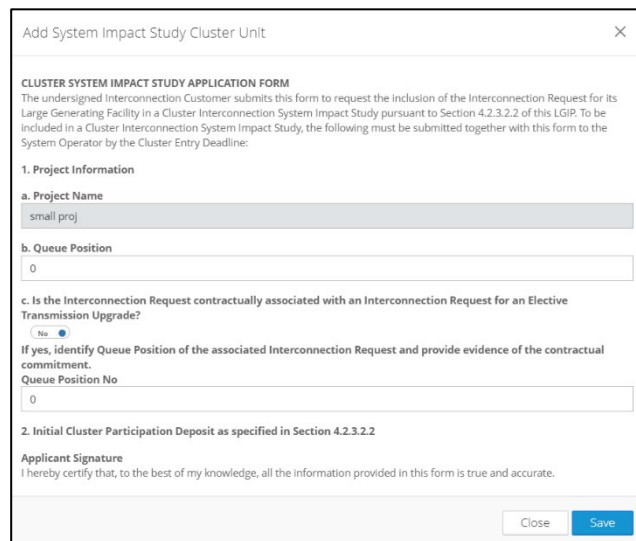 Add System Impact Study Cluster Unit
CLUSTER SYSTEM IMPACT STUDY APPLICATION FORM
The undersigned Interconnection Customer submits this form to request the inclusion of the Interconnection Request for its
Large Generating Facility in a Cluster Interconnection System Impact Study pursuant to Section 4.2.3.2.2 of this LGIP. To be
included in a Cluster Interconnection System Impact Study, the following must be submitted together with this form to the
System Operator by the Cluster Entry Deadline:
1. Project Information
a. Project Name
small proj
b. Queue Position
0
c. Is the Interconnection Request contractually associated with an Interconnection Request for an Elective
Transmission Upgrade?
No
If yes, identify Queue Position of the associated Interconnection Request and provide evidence of the contractual
commitment.
Queue Position No
0
2. Initial Cluster Participation Deposit as specified in Section 4.2.3.2.2
Applicant Signature
I hereby certify that, to the best of my knowledge, all the information provided in this form is true and accurate.
Close Save